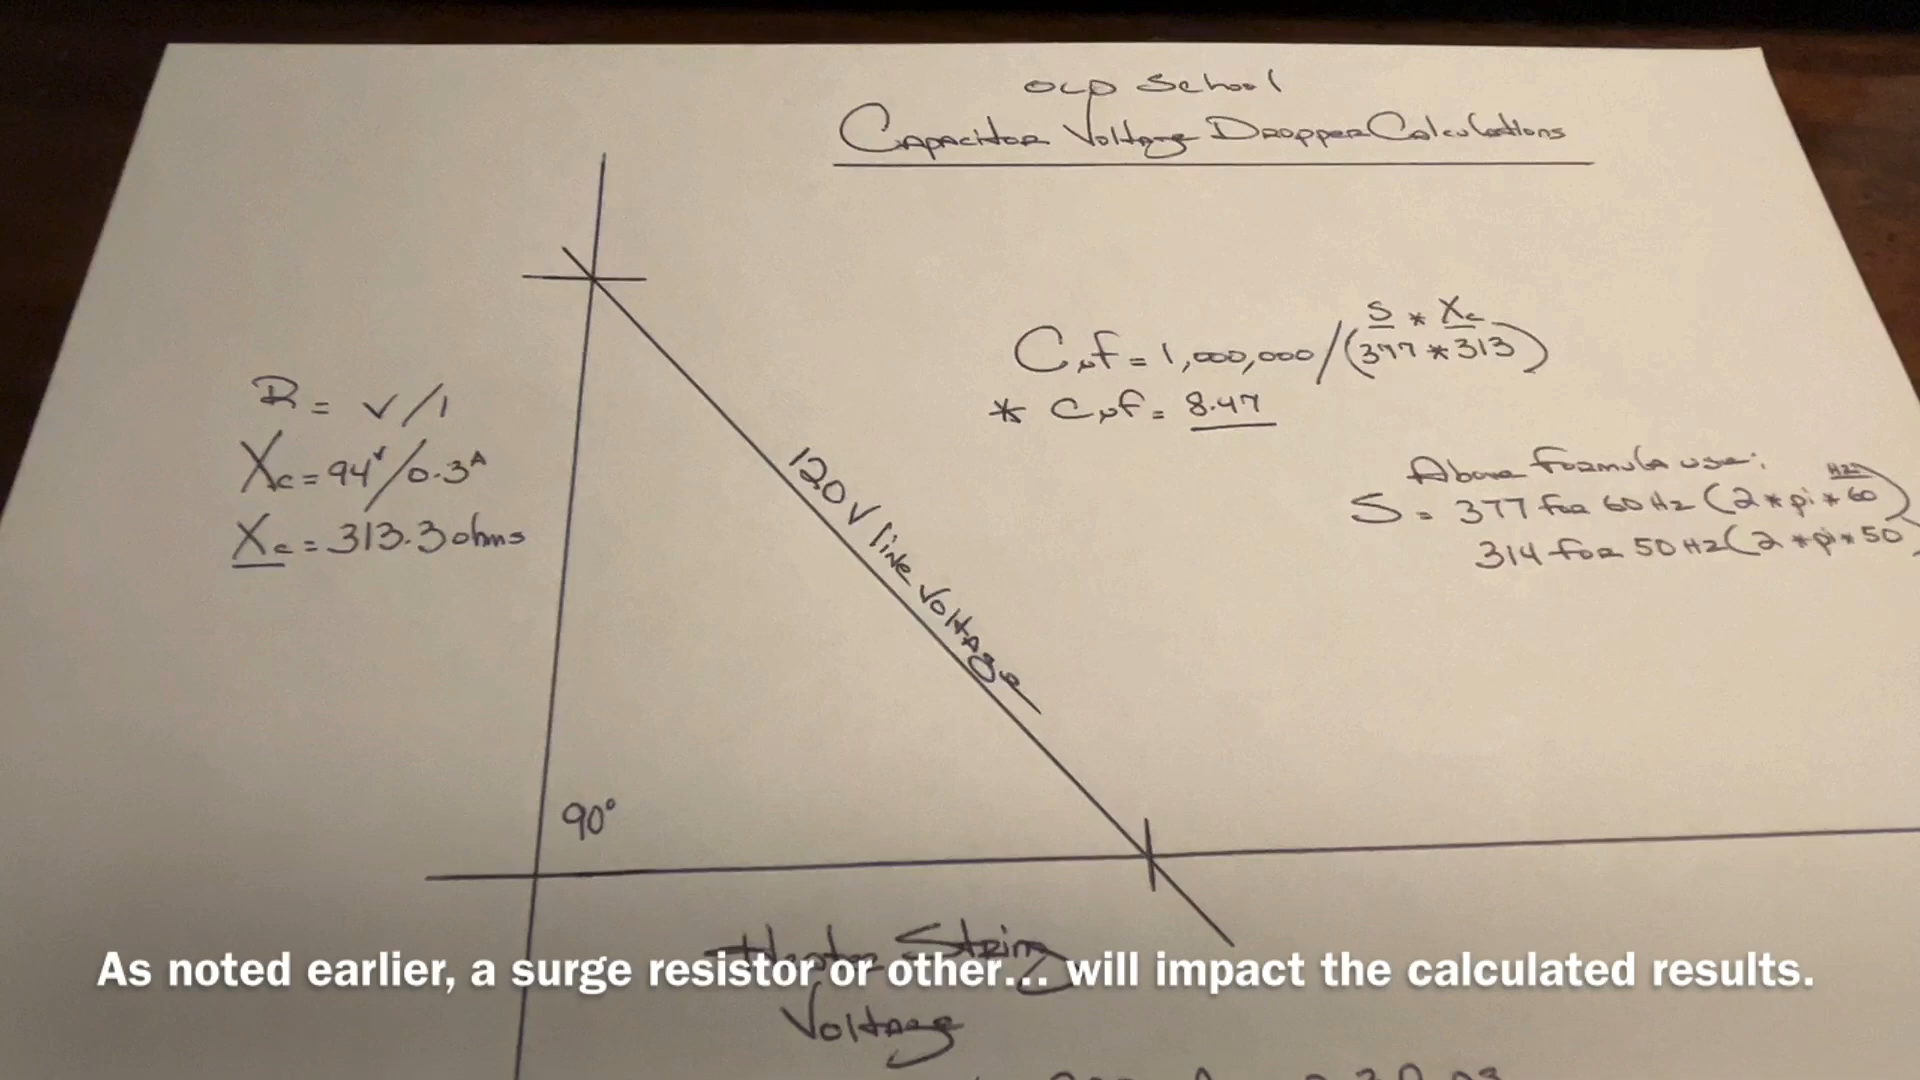 OLD School
Capacitor Voltage Dropper Calculations
S * Xc
Cµf = 1,000,000/(377 * 313)
* Cµf = 8.47
R = V/I
Xc = 94V/0.3A
Xc = 313.3 ohms
Above Formula use:
Hz
S = 377 for 60 Hz (2 * pi * 60)
314 for 50 Hz (2 * pi * 50
120 V line Voltage
90°
Heater String
Voltage
As noted earlier, a surge resistor or other... will impact the calculated results.